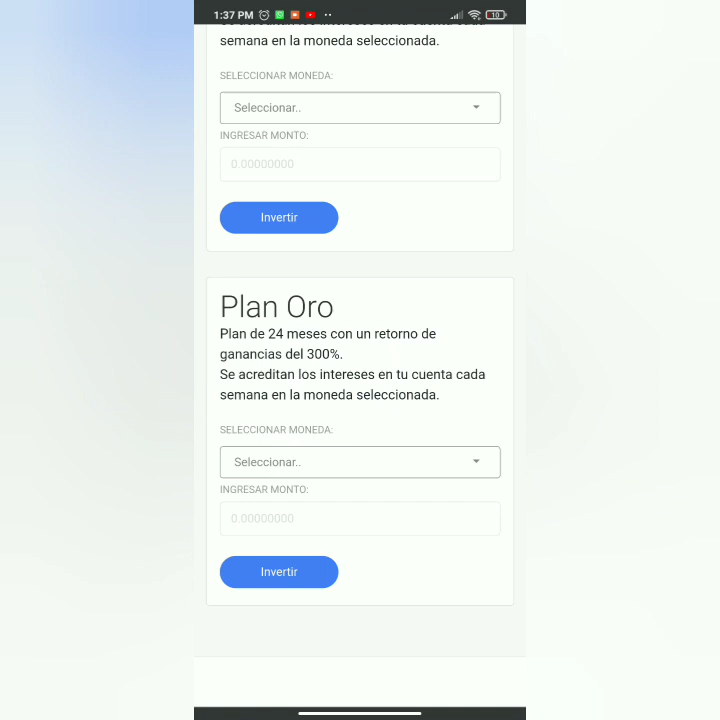 1:37 PM
10
semana en la moneda seleccionada.
SELECCIONAR MONEDA:
Seleccionar..
INGRESAR MONTO:
0.00000000
Invertir
Plan Oro
Plan de 24 meses con un retorno de
ganancias del 300%.
Se acreditan los intereses en tu cuenta cada
semana en la moneda seleccionada.
SELECCIONAR MONEDA:
Seleccionar..
INGRESAR MONTO:
0.00000000
Invertir